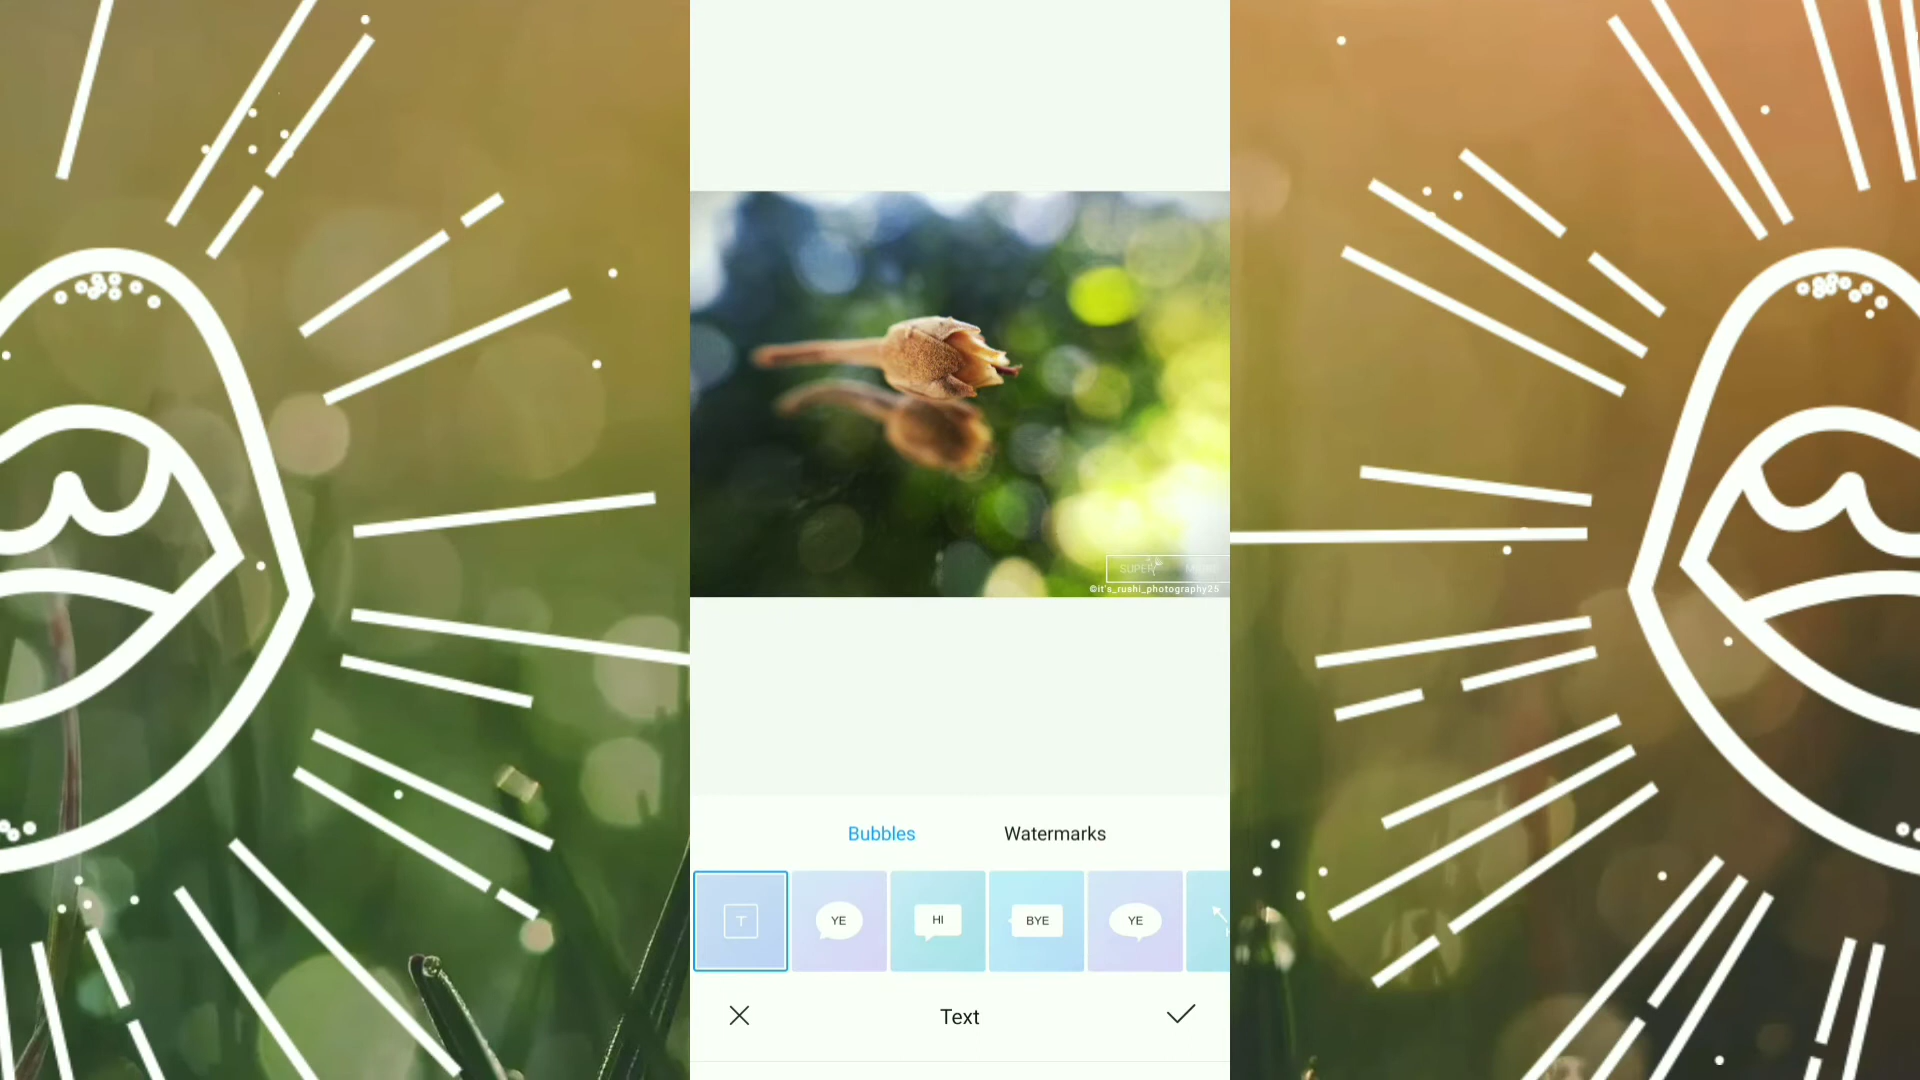 SUPER
©it's_rushi_photography25
Bubbles Watermarks
T YE HI BYE YE
Text